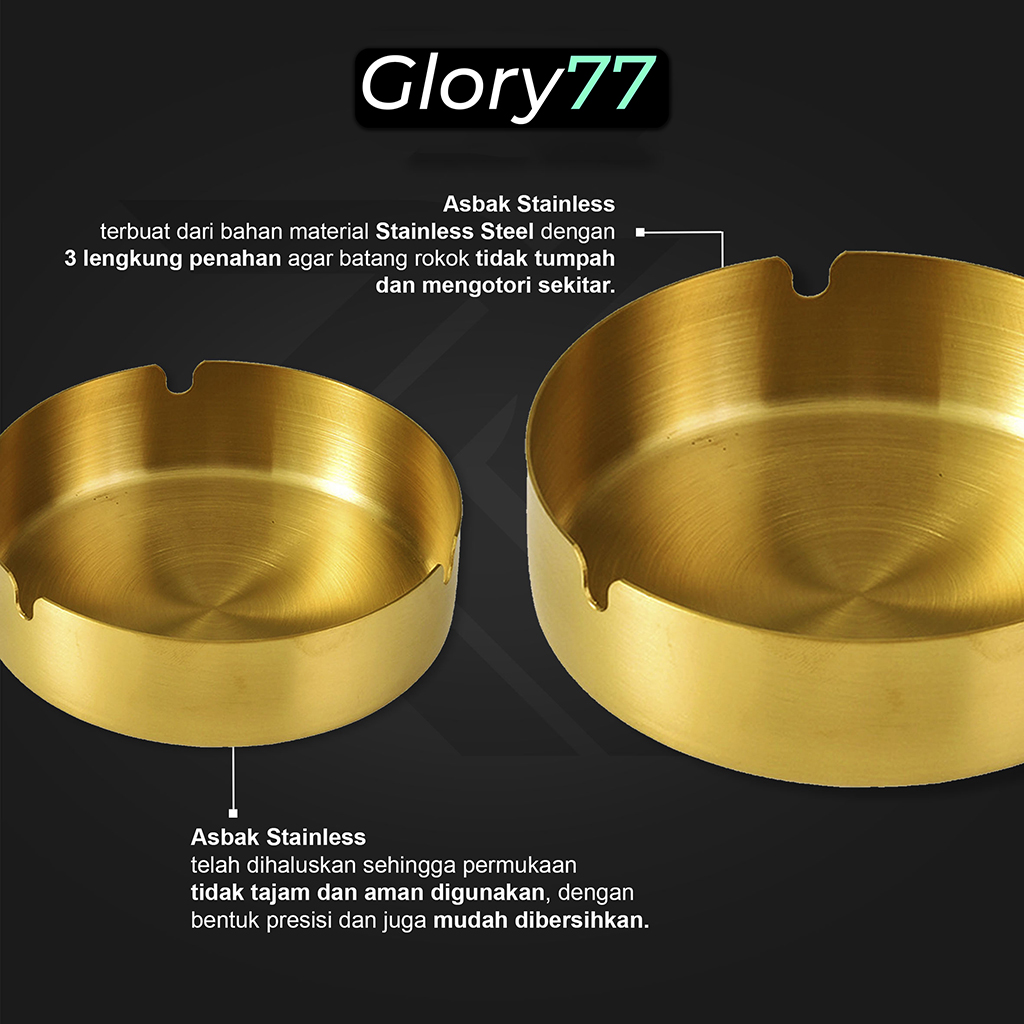 Glory77
Asbak Stainless
terbuat dari bahan material Stainless Steel dengan
3 lengkung penahan agar batang rokok tidak tumpah
dan mengotori sekitar.
Asbak Stainless
telah dihaluskan sehingga permukaan
tidak tajam dan aman digunakan, dengan
bentuk presisi dan juga mudah dibersihkan.